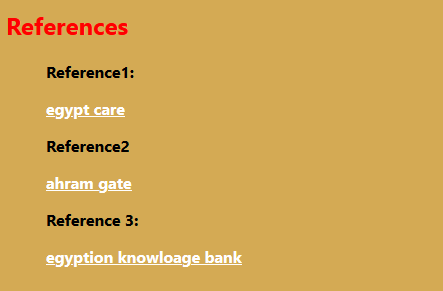 References
Reference1:
egypt care
Reference2
ahram gate
Reference 3:
egyption knowloage bank